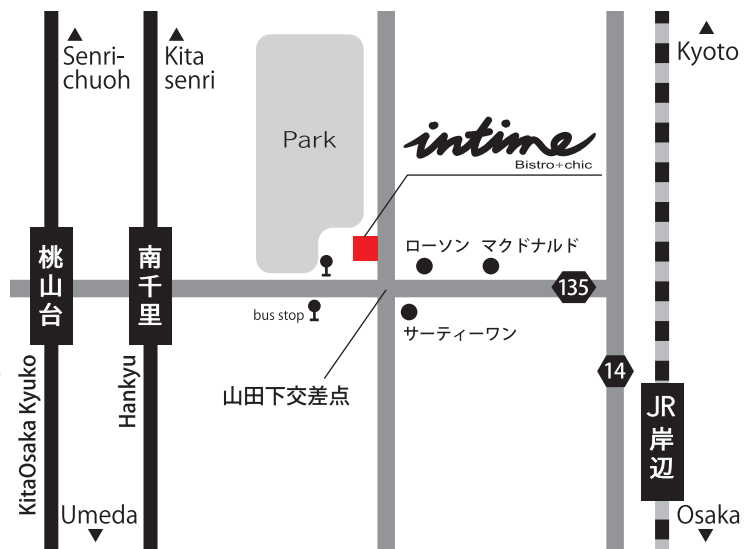 Senri-
chuoh
Kita
senri
Kyoto
Park
intime
Bistro+chic
桃山台
南千里
ローソン
マクドナルド
135
bus stop
サーティーワン
山田下交差点
14
KitaOsaka Kyuko
Hankyu
JR岸辺
Umeda
Osaka